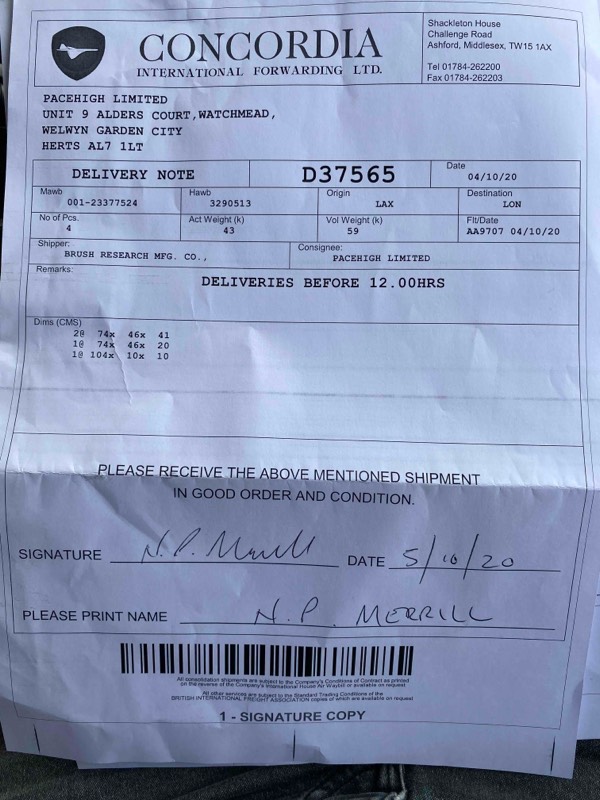 CONCORDIA
INTERNATIONAL FORWARDING LTD.
Shackleton House
Challenge Road
Ashford, Middlesex, TW15 1AX
Tel 01784-262200
Fax 01784-262203
PACEHIGH LIMITED
UNIT 9 ALDERS COURT,WATCHMEAD,
WELWYN GARDEN CITY
HERTS AL7 1LT
DELIVERY NOTE D37565 Date 04/10/20
Mawb Hawb Origin Destination
001-23377524 3290513 LAX LON
No of Pcs. Act Weight (k) Vol Weight (k) Flt/Date
4 43 59 AA9707 04/10/20
Shipper: Consignee:
BRUSH RESEARCH MFG. CO., PACEHIGH LIMITED
Remarks:
DELIVERIES BEFORE 12.00HRS
Dims (CMS)
2@ 74x 46x 41
1@ 74x 46x 20
1@ 104x 10x 10
PLEASE RECEIVE THE ABOVE MENTIONED SHIPMENT
IN GOOD ORDER AND CONDITION.
SIGNATURE N.P. Merrill DATE 5/10/20
PLEASE PRINT NAME N. P. MERRILL
All consolidation shipments are subject to the Company's Conditions of Contract as printed
on the reverse of the Company's International House Air Waybill or available on request
All other services are subject to the Standard Trading Conditions of the
BRITISH INTERNATIONAL FREIGHT ASSOCIATION copies of which are available on request
1 - SIGNATURE COPY